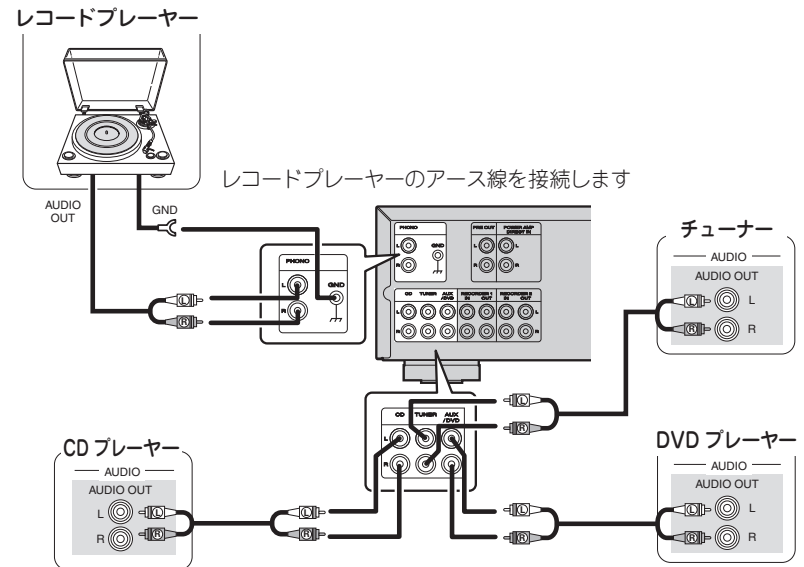 レコードプレーヤー
レコードプレーヤーのアース線を接続します
AUDIO
OUT
GND
PHONO
L
GND
R
PHONO
L
GND
R
PRE OUT
POWER AMP
DIRECT IN
L
L
R
R
CD TUNER AUX
/DVD
RECORDER 1
IN OUT
RECORDER 2
IN OUT
L
L
R
R
L
R
チューナー
AUDIO
AUDIO OUT
L
L
R
R
CD TUNER AUX
/DVD
L
R
L
R
CD プレーヤー
AUDIO
AUDIO OUT
L
L
R
R
L
R
L
R
DVD プレーヤー
AUDIO
AUDIO OUT
L
L
R
R